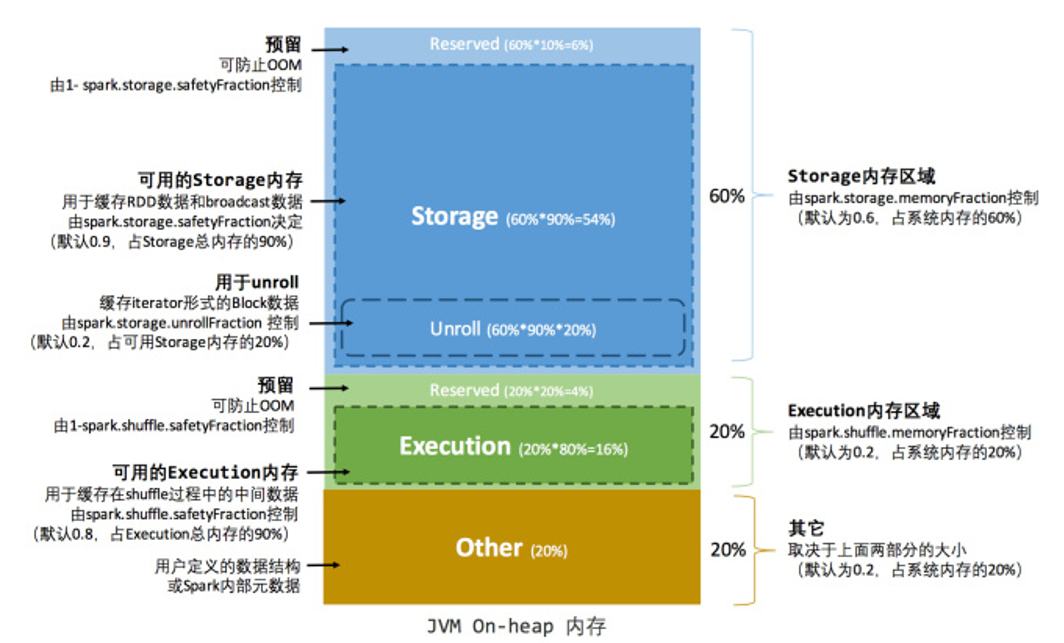 预留
可防止OOM
由1- spark.storage.safetyFraction控制
可用的Storage内存
用于缓存RDD数据和broadcast数据
由spark.storage.safetyFraction决定
（默认0.9，占Storage总内存的90%）
用于unroll
缓存iterator形式的Block数据
由spark.storage.unrollFraction 控制
（默认0.2，占可用Storage内存的20%）
预留
可防止OOM
由1-spark.shuffle.safetyFraction控制
可用的Execution内存
用于缓存在shuffle过程中的中间数据
由spark.shuffle.safetyFraction控制
（默认0.8，占Execution总内存的90%）
用户定义的数据结构
或Spark内部元数据
Reserved (60%*10%=6%)
Storage (60%*90%=54%)
Unroll (60%*90%*20%)
Reserved (20%*20%=4%)
Execution (20%*80%=16%)
Other (20%)
60%
Storage内存区域
由spark.storage.memoryFraction控制
（默认为0.6，占系统内存的60%）
20%
Execution内存区域
由spark.shuffle.memoryFraction控制
（默认为0.2，占系统内存的20%）
20%
其它
取决于上面两部分的大小
（默认为0.2，占系统内存的20%）
JVM On-heap 内存